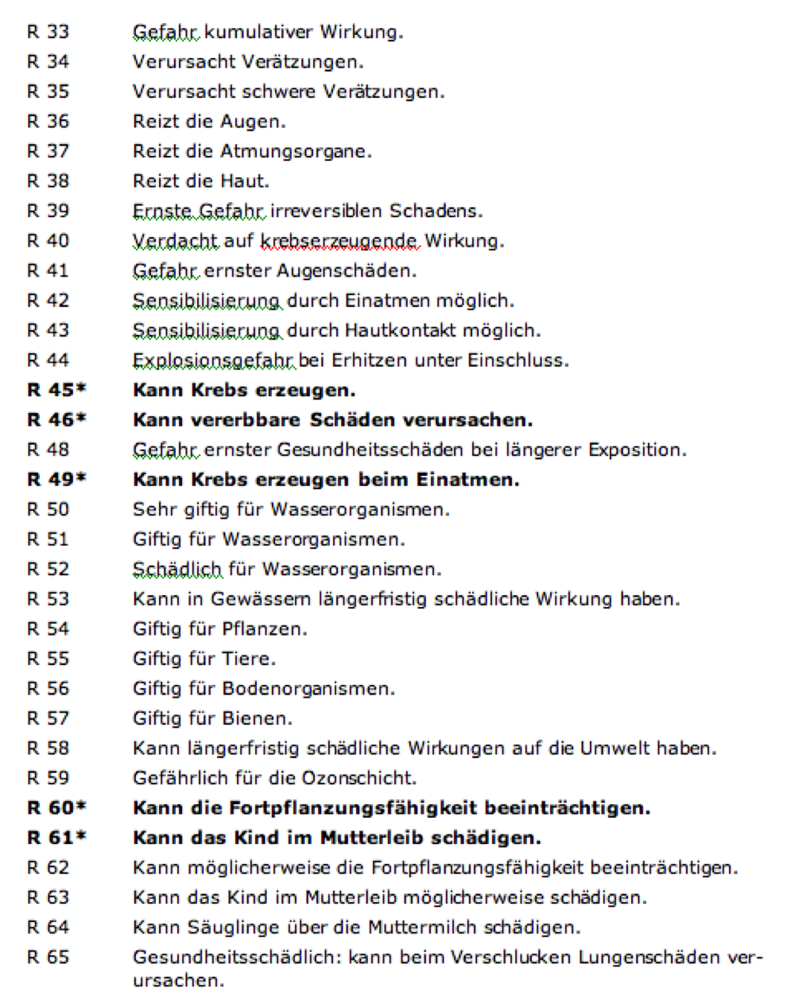 R 33 Gefahr kumulativer Wirkung.
R 34 Verursacht Verätzungen.
R 35 Verursacht schwere Verätzungen.
R 36 Reizt die Augen.
R 37 Reizt die Atmungsorgane.
R 38 Reizt die Haut.
R 39 Ernste Gefahr irreversiblen Schadens.
R 40 Verdacht auf krebserzeugende Wirkung.
R 41 Gefahr ernster Augenschäden.
R 42 Sensibilisierung durch Einatmen möglich.
R 43 Sensibilisierung durch Hautkontakt möglich.
R 44 Explosionsgefahr bei Erhitzen unter Einschluss.
R 45* Kann Krebs erzeugen.
R 46* Kann vererbbare Schäden verursachen.
R 48 Gefahr ernster Gesundheitsschäden bei längerer Exposition.
R 49* Kann Krebs erzeugen beim Einatmen.
R 50 Sehr giftig für Wasserorganismen.
R 51 Giftig für Wasserorganismen.
R 52 Schädlich für Wasserorganismen.
R 53 Kann in Gewässern längerfristig schädliche Wirkung haben.
R 54 Giftig für Pflanzen.
R 55 Giftig für Tiere.
R 56 Giftig für Bodenorganismen.
R 57 Giftig für Bienen.
R 58 Kann längerfristig schädliche Wirkungen auf die Umwelt haben.
R 59 Gefährlich für die Ozonschicht.
R 60* Kann die Fortpflanzungsfähigkeit beeinträchtigen.
R 61* Kann das Kind im Mutterleib schädigen.
R 62 Kann möglicherweise die Fortpflanzungsfähigkeit beeinträchtigen.
R 63 Kann das Kind im Mutterleib möglicherweise schädigen.
R 64 Kann Säuglinge über die Muttermilch schädigen.
R 65 Gesundheitsschädlich: kann beim Verschlucken Lungenschäden ver-
ursachen.